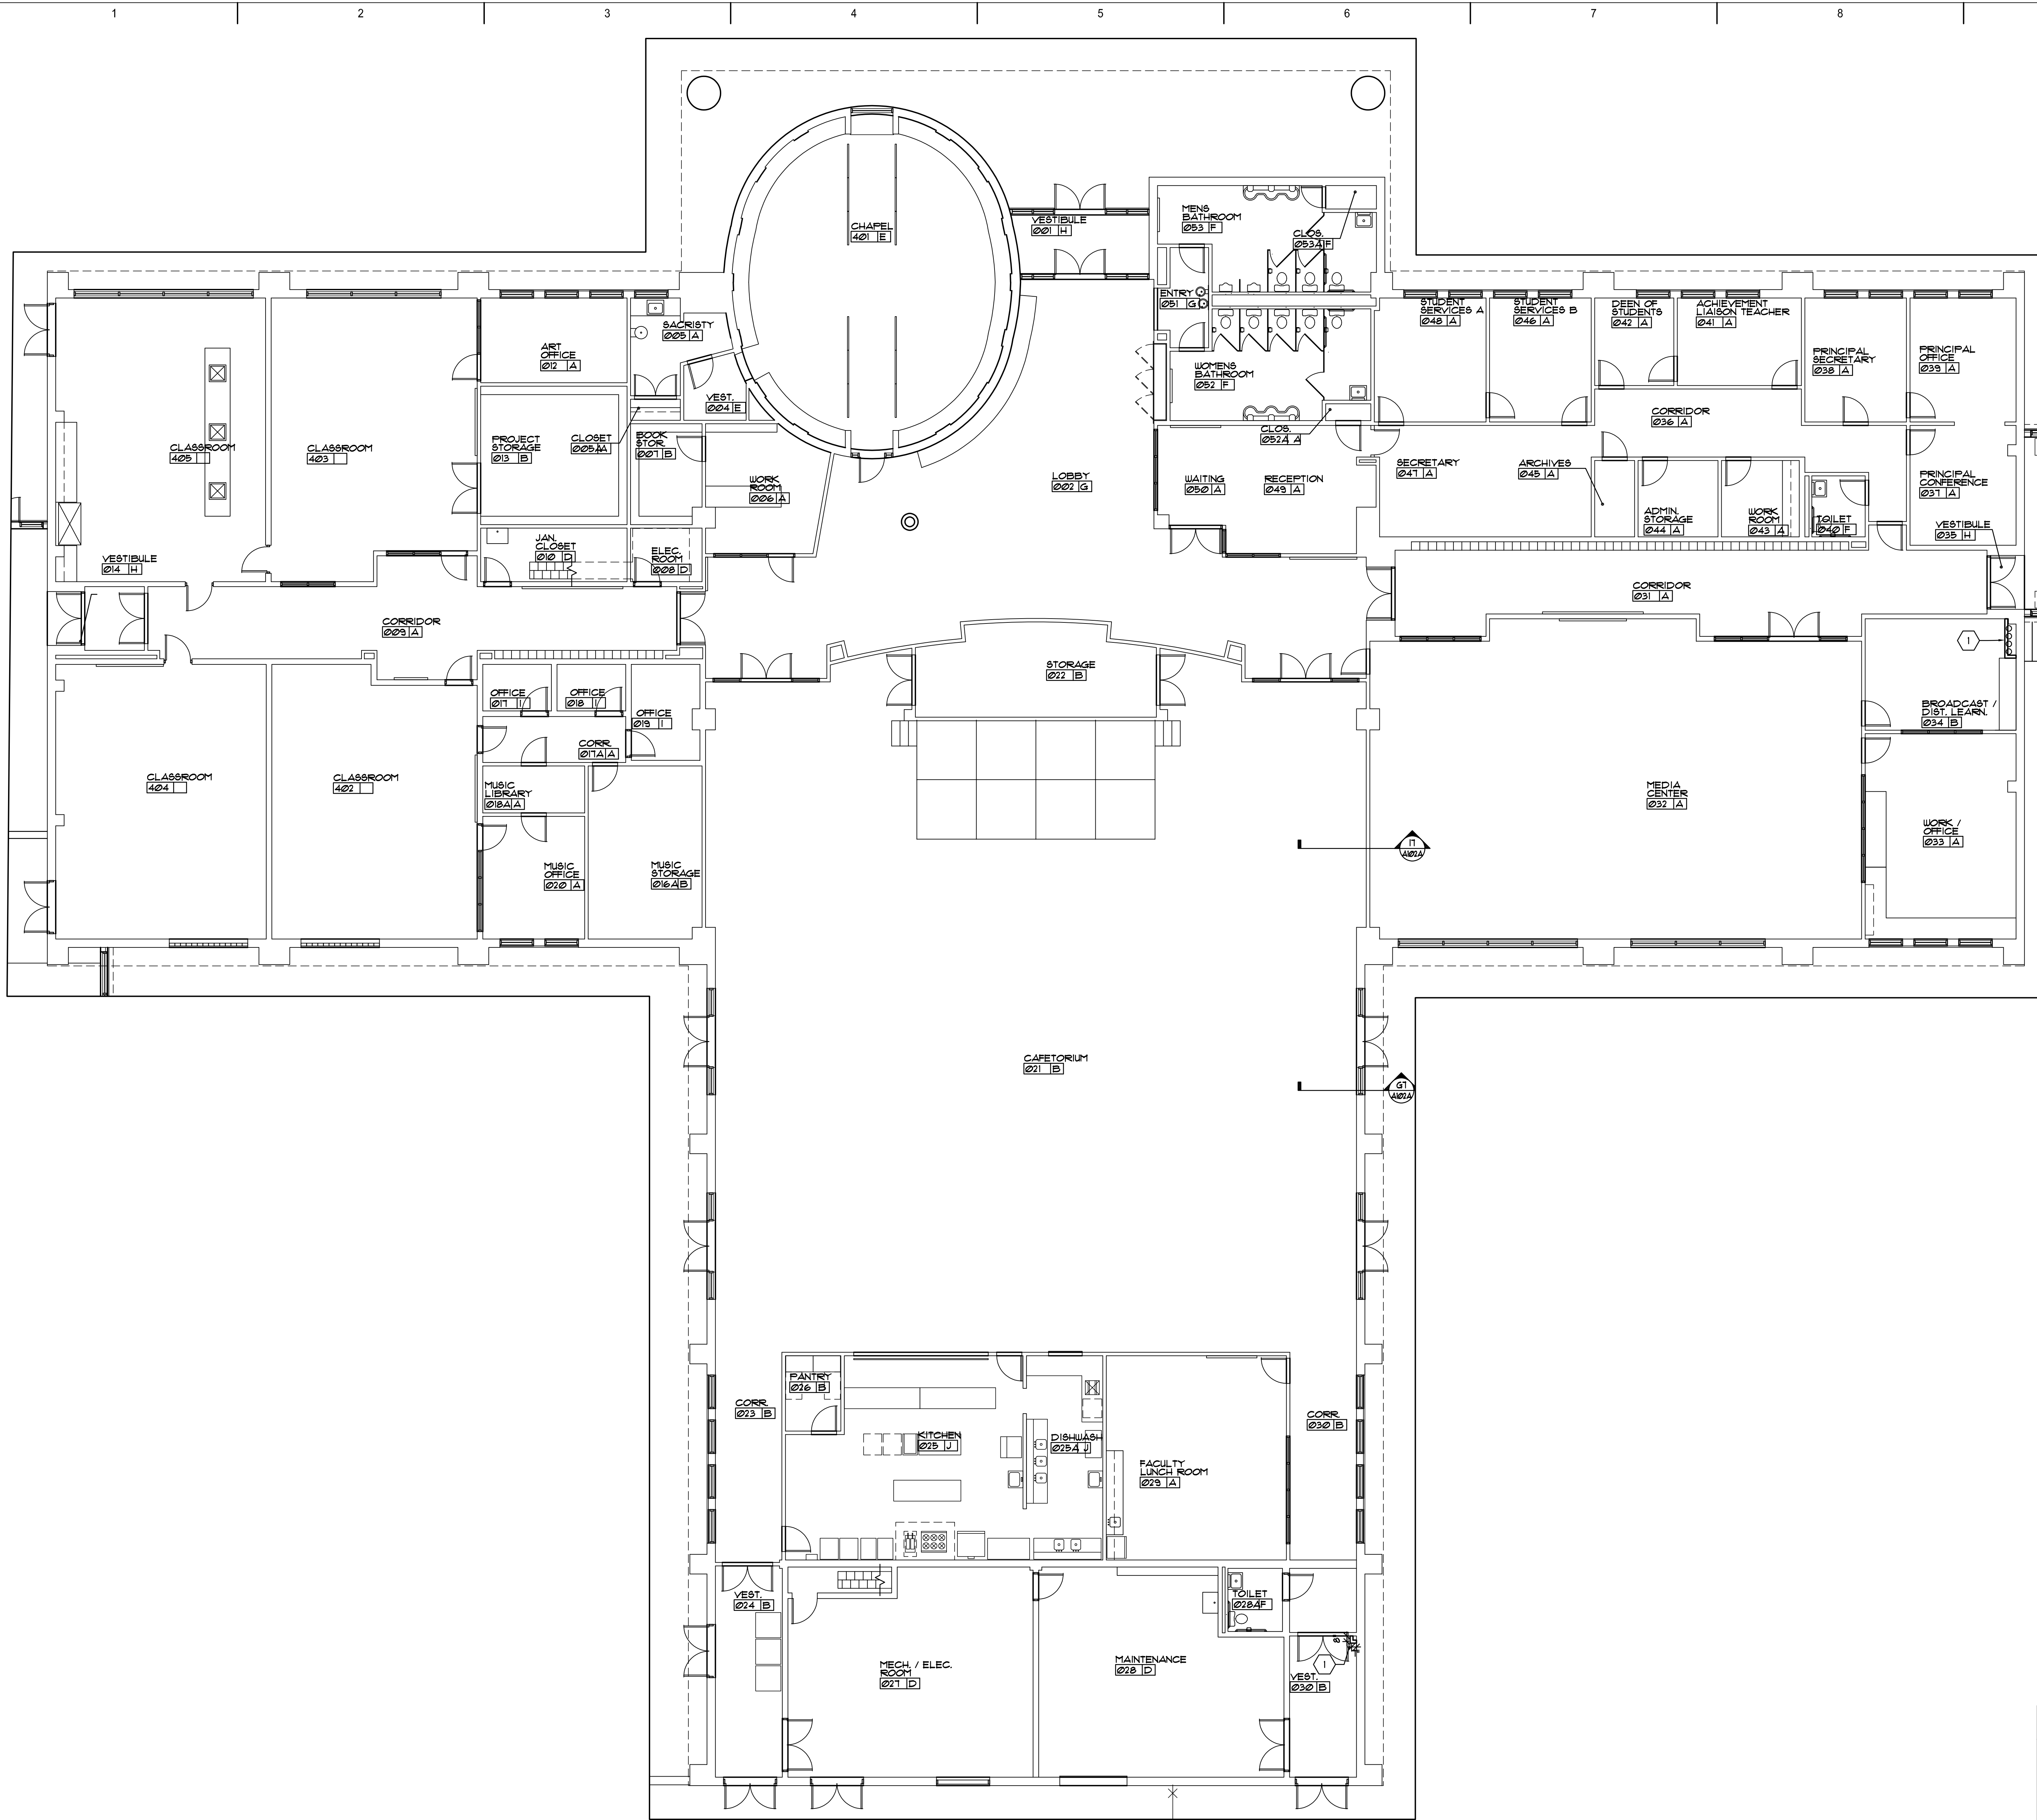 1 2 3 4 5 6 7 8
CHAPEL
401 E
VESTIBULE
001 H
MENS
BATHROOM
053 F
CLOS.
053A F
ENTRY
051 G
WOMENS
BATHROOM
052 F
CLOS.
052A A
STUDENT
SERVICES A
048 A
STUDENT
SERVICES B
046 A
DEEN OF
STUDENTS
042 A
ACHIEVEMENT
LIAISON TEACHER
041 A
PRINCIPAL
SECRETARY
038 A
PRINCIPAL
OFFICE
039 A
CORRIDOR
036 A
SACRISTY
005 A
ART
OFFICE
012 A
VEST.
004 E
CLASSROOM
405
CLASSROOM
403
PROJECT
STORAGE
013 B
CLOSET
005AA
BOOK
STOR.
007 B
WORK
ROOM
006 A
LOBBY
002 G
WAITING
050 A
RECEPTION
049 A
SECRETARY
047 A
ARCHIVES
045 A
ADMIN.
STORAGE
044 A
WORK
ROOM
043 A
TOILET
040 F
PRINCIPAL
CONFERENCE
037 A
VESTIBULE
035 H
VESTIBULE
014 H
JAN.
CLOSET
010 D
ELEC.
ROOM
008 D
CORRIDOR
009 A
CORRIDOR
031 A
1
STORAGE
022 B
OFFICE
017 I
OFFICE
018 I
OFFICE
019 I
CORR.
017A A
BROADCAST /
DIST. LEARN.
034 B
CLASSROOM
404
CLASSROOM
402
MUSIC
LIBRARY
018A A
MUSIC
OFFICE
020 A
MUSIC
STORAGE
016A B
MEDIA
CENTER
032 A
WORK /
OFFICE
033 A
I7
A102A
CAFETORIUM
021 B
G7
A102A
PANTRY
026 B
CORR.
023 B
KITCHEN
025 J
DISHWASH
025A J
FACULTY
LUNCH ROOM
029 A
CORR.
030 B
VEST.
024 B
TOILET
028A F
MECH. / ELEC.
ROOM
027 D
MAINTENANCE
028 D
1
VEST.
030 B